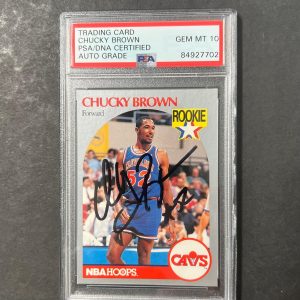 TRADING CARD
CHUCKY BROWN
PSA/DNA CERTIFIED
AUTO GRADE
GEM MT 10
PSA
84927702
CHUCKY BROWN
Forward
ROOKIE
52
NBA HOOPS
CAVS